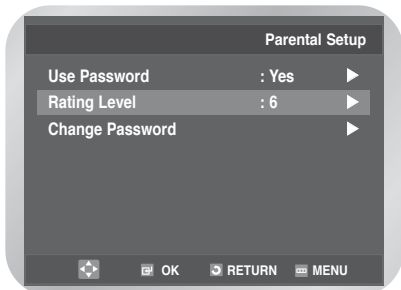 Parental Setup
Use Password : Yes
Rating Level : 6
Change Password
OK RETURN MENU